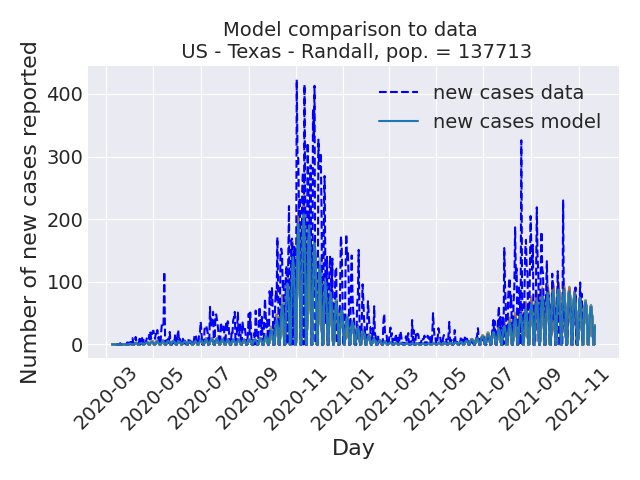 Model comparison to data
US - Texas - Randall, pop. = 137713
Number of new cases reported
400
300
200
100
0
new cases data
new cases model
2020-03
2020-05
2020-07
2020-09
2020-11
2021-01
2021-03
2021-05
2021-07
2021-09
2021-11
Day